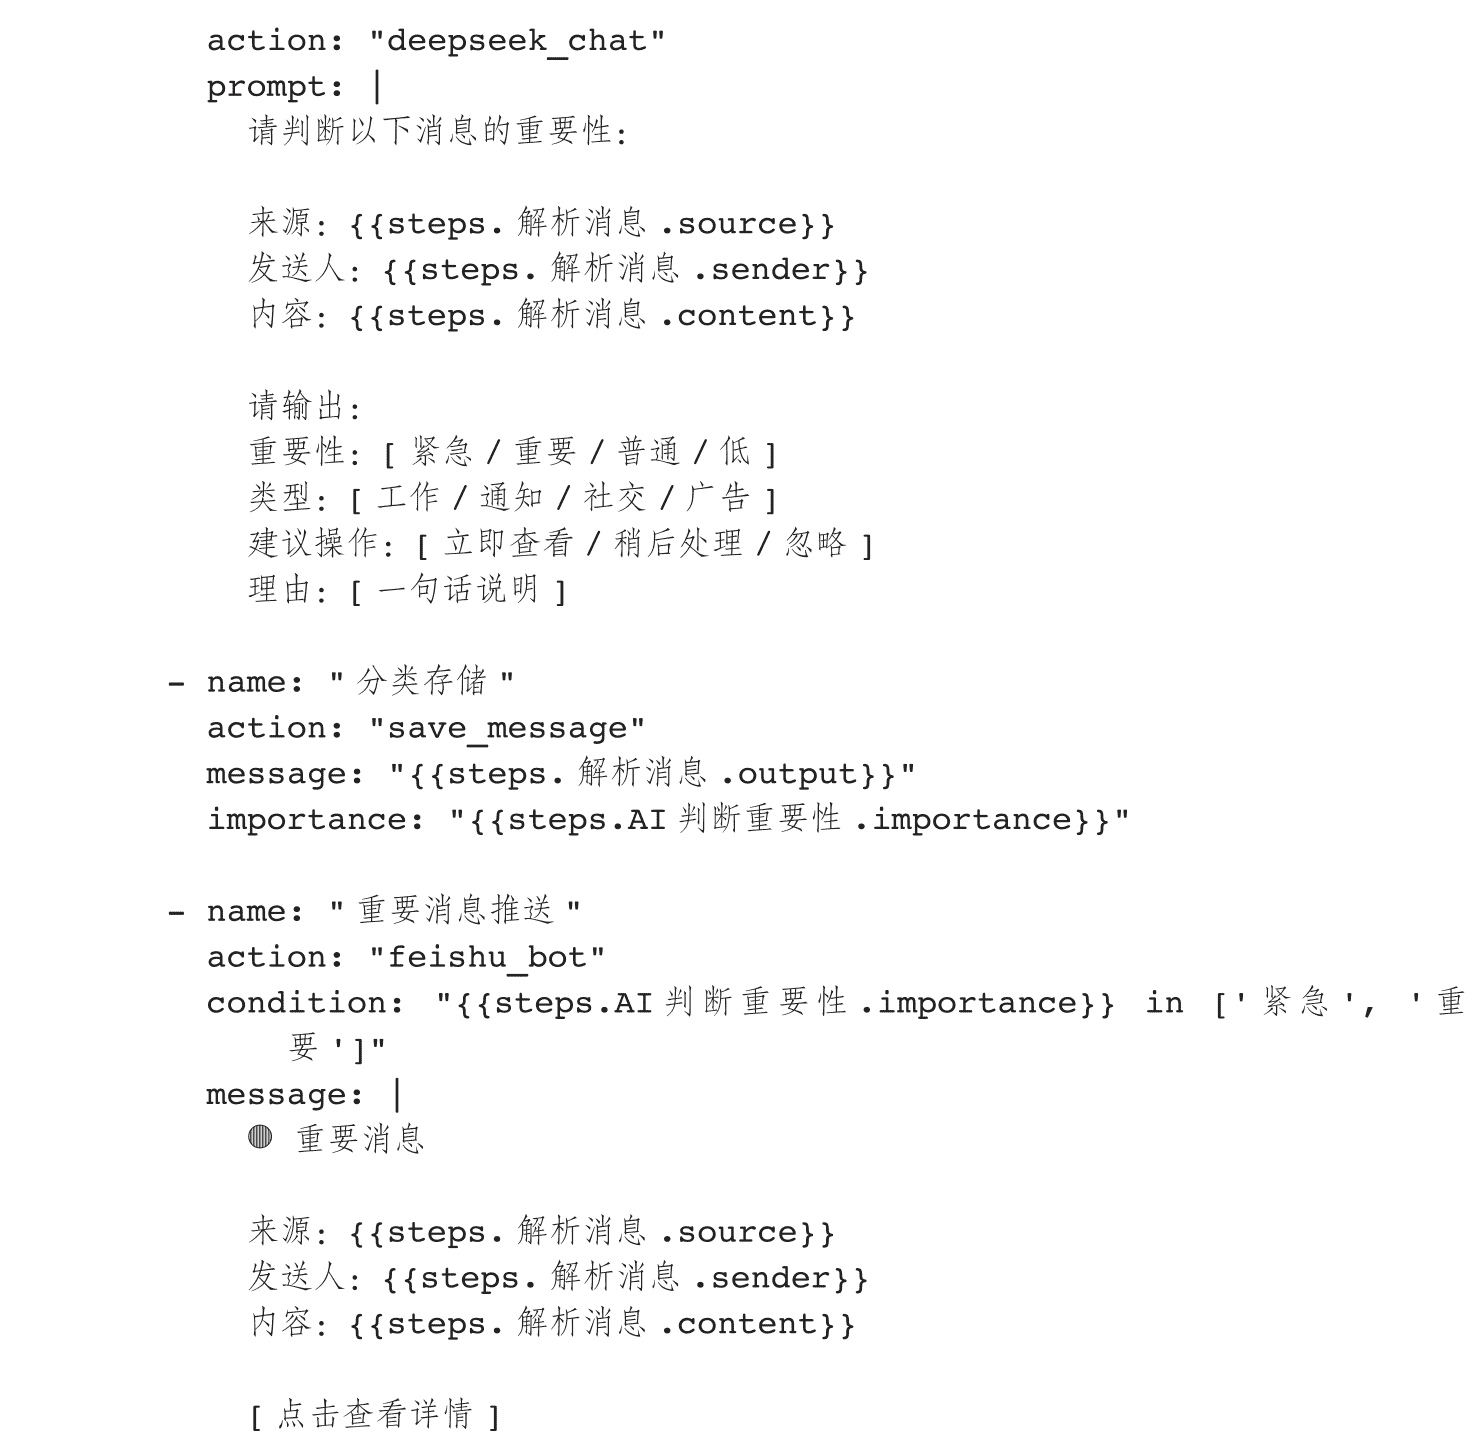 action: "deepseek_chat"
prompt: |
请判断以下消息的重要性：
来源：{{steps.解析消息.source}}
发送人：{{steps.解析消息.sender}}
内容：{{steps.解析消息.content}}
请输出：
重要性：[紧急/重要/普通/低]
类型：[工作/通知/社交/广告]
建议操作：[立即查看/稍后处理/忽略]
理由：[一句话说明]
- name: "分类存储"
action: "save_message"
message: "{{steps.解析消息.output}}"
importance: "{{steps.AI判断重要性.importance}}"
- name: "重要消息推送"
action: "feishu_bot"
condition: "{{steps.AI判断重要性.importance}} in ['紧急', '重
要']"
message: |
重要消息
来源：{{steps.解析消息.source}}
发送人：{{steps.解析消息.sender}}
内容：{{steps.解析消息.content}}
[点击查看详情]